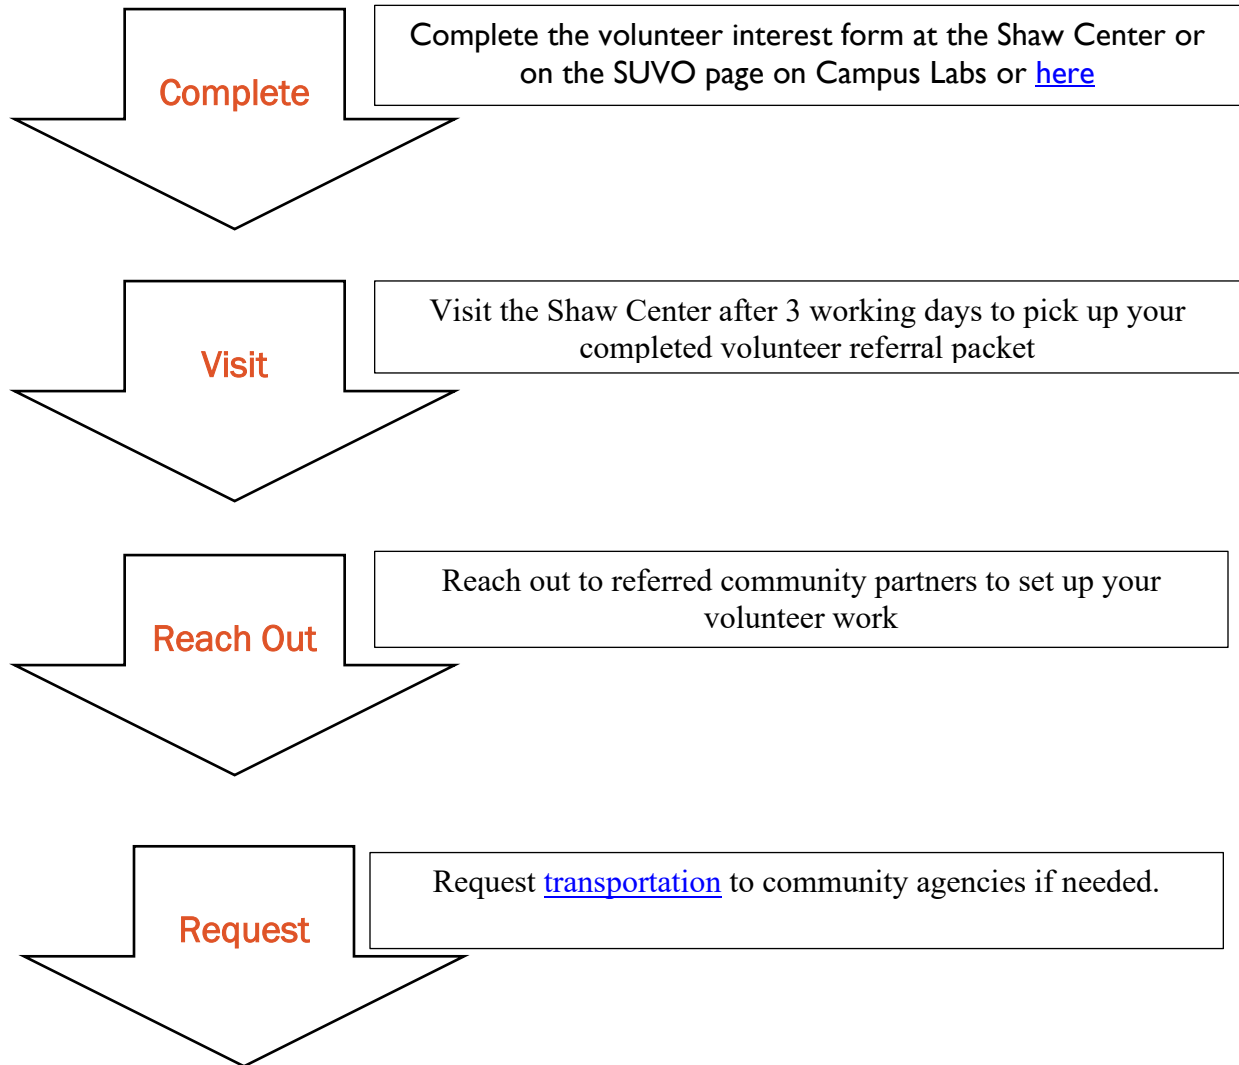 Complete
Complete the volunteer interest form at the Shaw Center or
on the SUVO page on Campus Labs or here
Visit
Visit the Shaw Center after 3 working days to pick up your
completed volunteer referral packet
Reach Out
Reach out to referred community partners to set up your
volunteer work
Request
Request transportation to community agencies if needed.